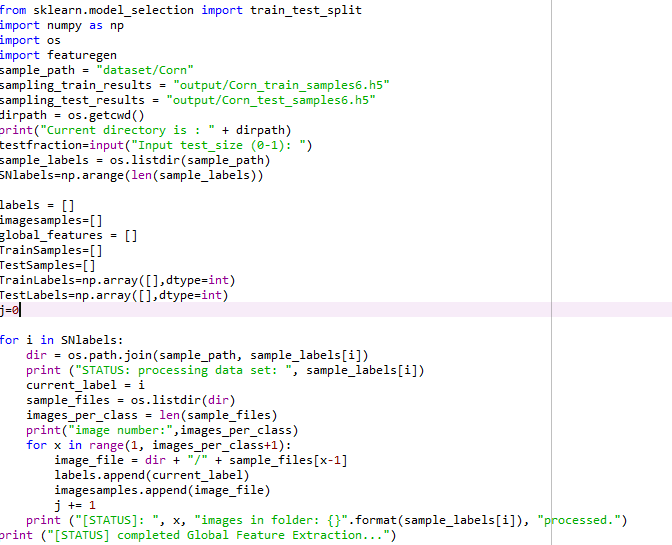 from sklearn.model_selection import train_test_split
import numpy as np
import os
import featuregen
sample_path = "dataset/Corn"
sampling_train_results = "output/Corn_train_samples6.h5"
sampling_test_results = "output/Corn_test_samples6.h5"
dirpath = os.getcwd()
print("Current directory is : " + dirpath)
testfraction=input("Input test_size (0-1): ")
sample_labels = os.listdir(sample_path)
SNlabels=np.arange(len(sample_labels))

labels = []
imagesamples=[]
global_features = []
TrainSamples=[]
TestSamples=[]
TrainLabels=np.array([],dtype=int)
TestLabels=np.array([],dtype=int)
j=0

for i in SNlabels:
    dir = os.path.join(sample_path, sample_labels[i])
    print ("STATUS: processing data set: ", sample_labels[i])
    current_label = i
    sample_files = os.listdir(dir)
    images_per_class = len(sample_files)
    print("image number:",images_per_class)
    for x in range(1, images_per_class+1):
        image_file = dir + "/" + sample_files[x-1]
        labels.append(current_label)
        imagesamples.append(image_file)
        j += 1
    print ("[STATUS]: ", x, "images in folder: {}".format(sample_labels[i]), "processed.")
print ("[STATUS] completed Global Feature Extraction...")